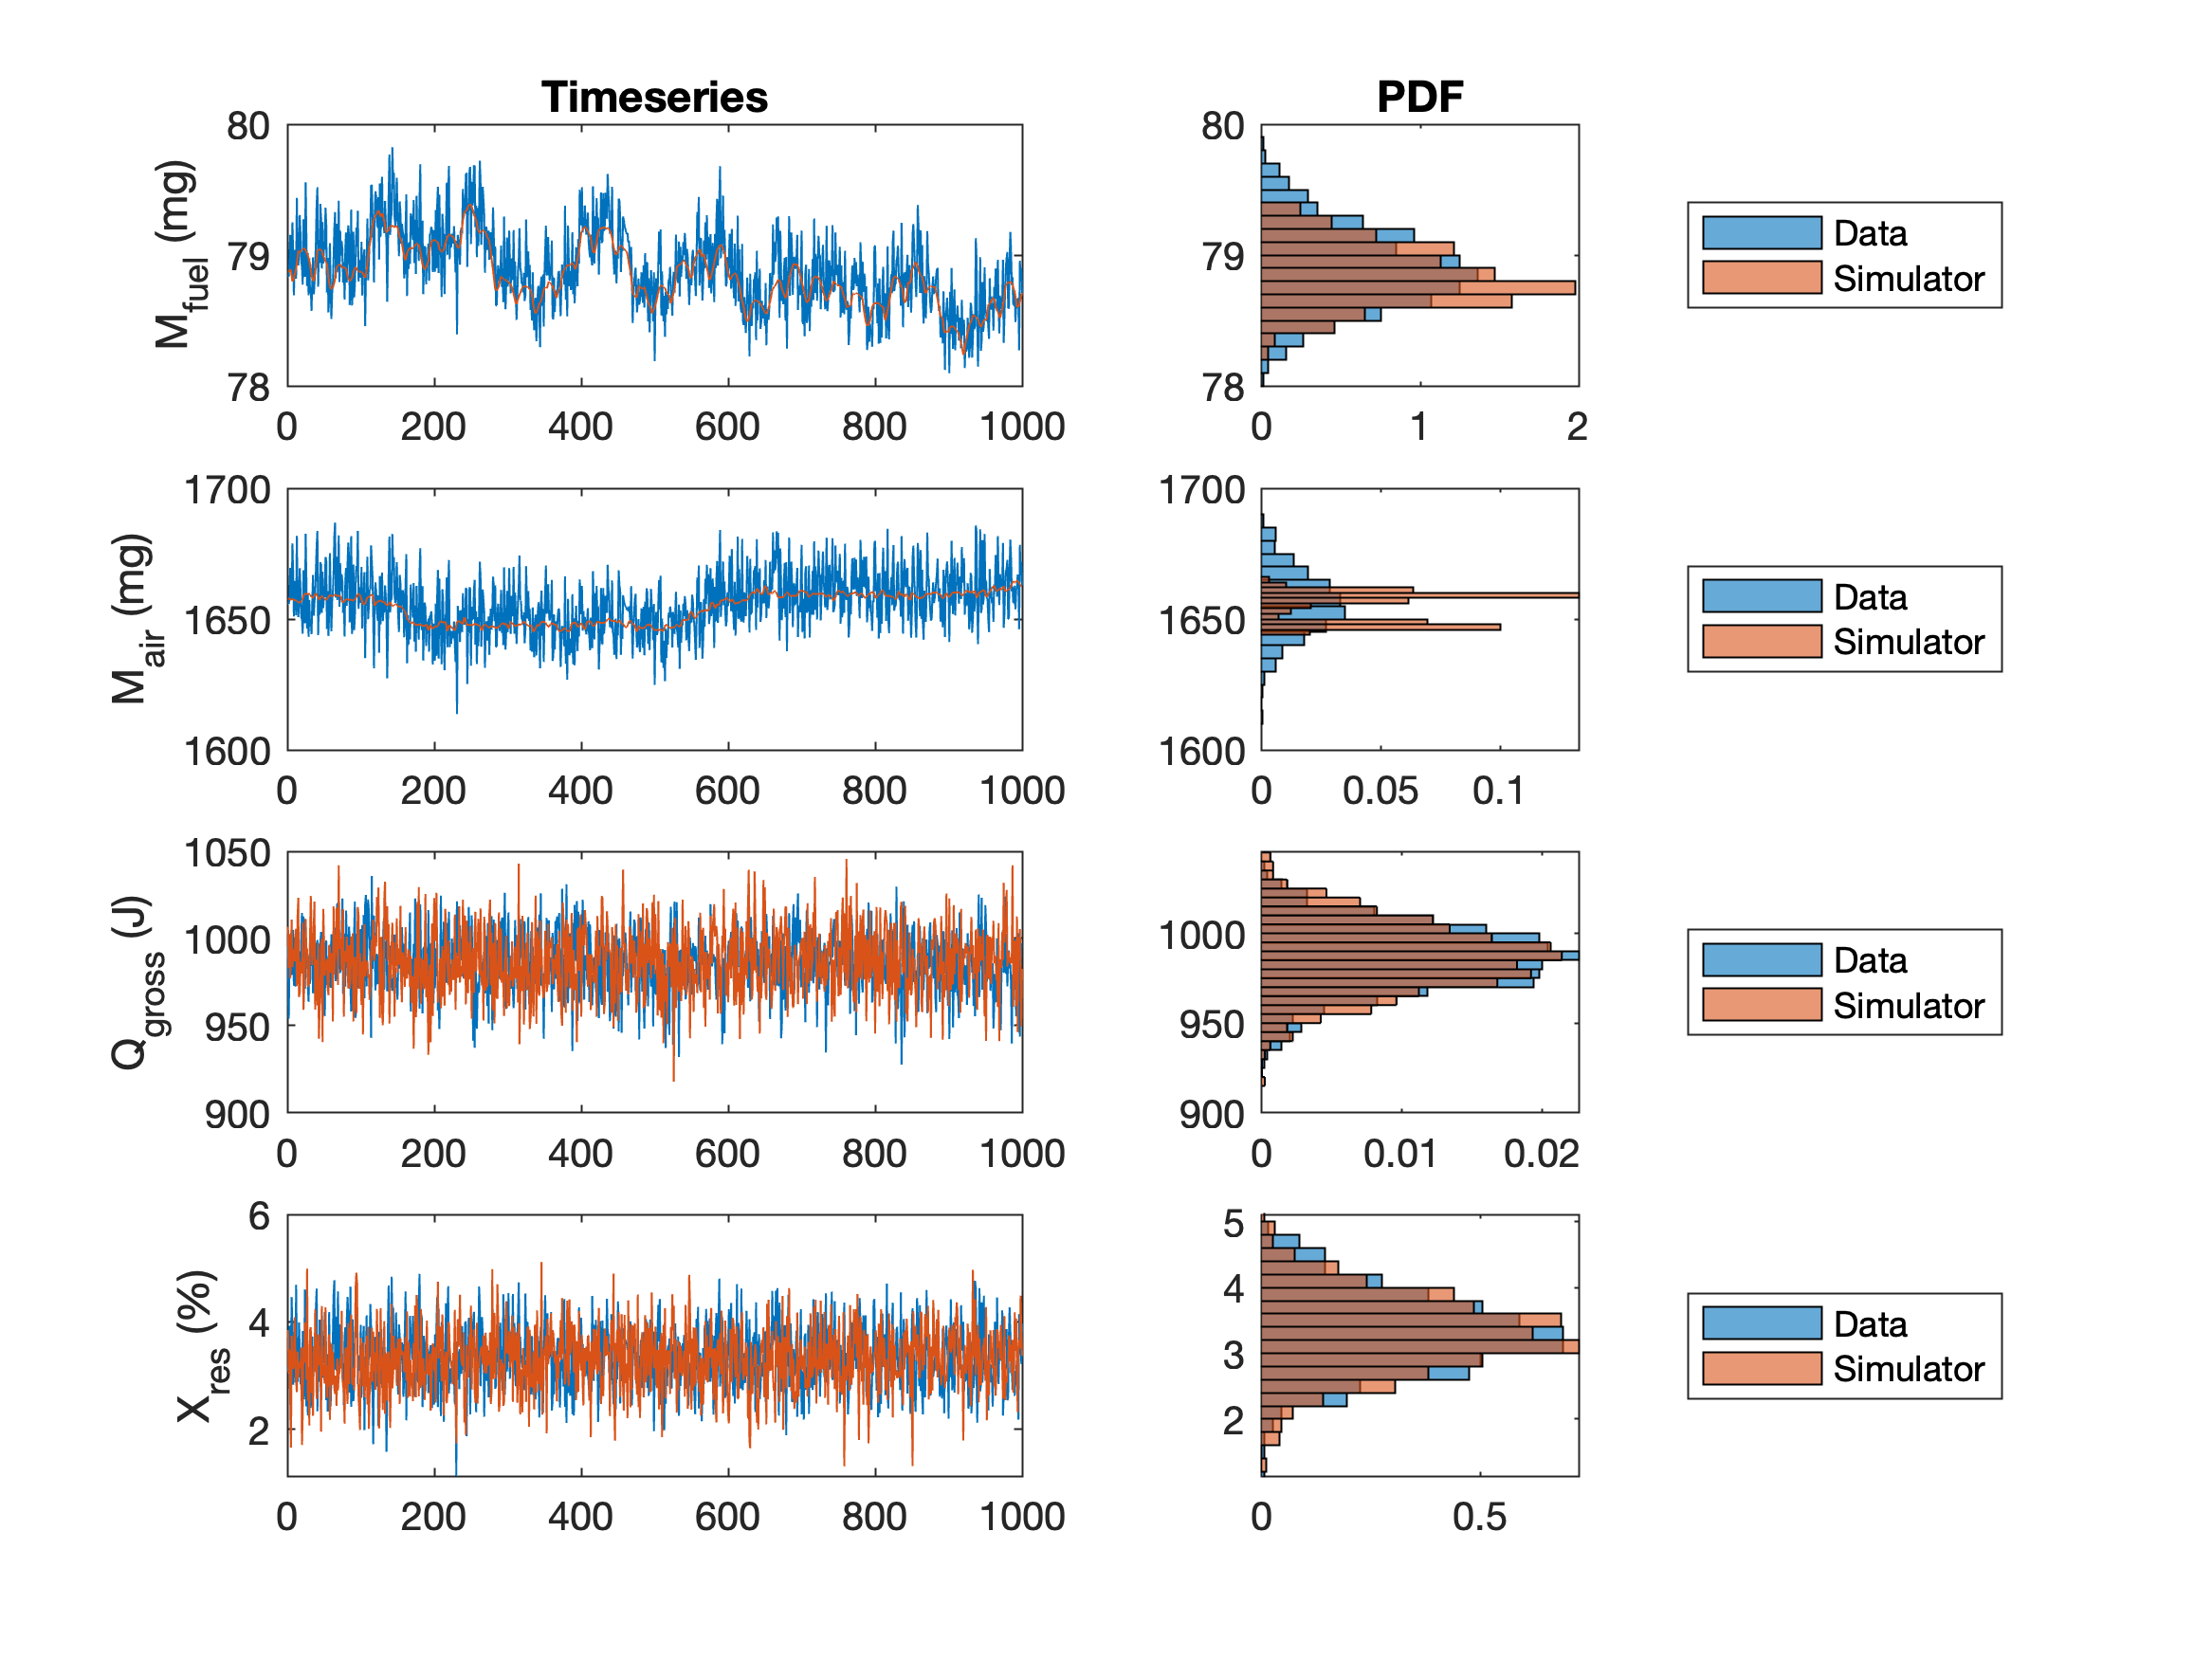 Timeseries
PDF
80
79
78
M_fuel (mg)
0 200 400 600 800 1000
80
79
78
0 1 2
Data
Simulator
1700
1650
1600
M_air (mg)
0 200 400 600 800 1000
1700
1650
1600
0 0.05 0.1
Data
Simulator
1050
1000
950
900
Q_gross (J)
0 200 400 600 800 1000
1000
950
900
0 0.01 0.02
Data
Simulator
6
4
2
X_res (%)
0 200 400 600 800 1000
5
4
3
2
0 0.5
Data
Simulator